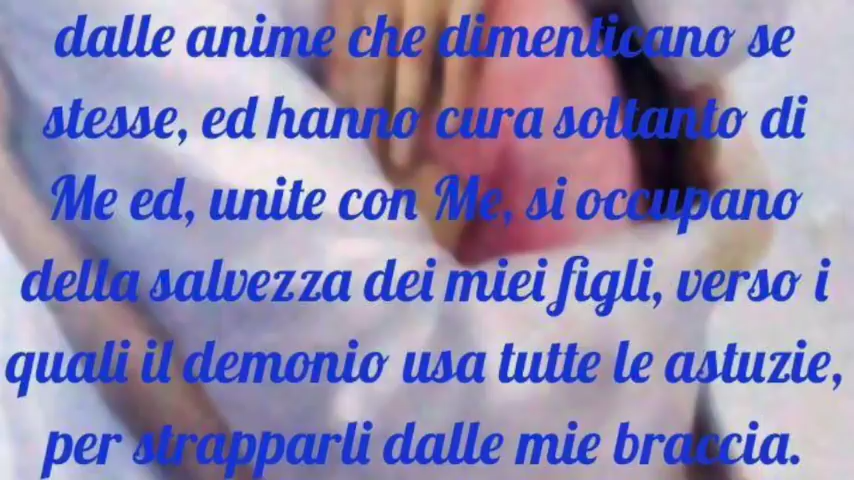 dalle anime che dimenticano se
stesse, ed hanno cura soltanto di
Me ed, unite con Me, si occupano
della salvezza dei miei figli, verso i
quali il demonio usa tutte le astuzie,
per strapparli dalle mie braccia.